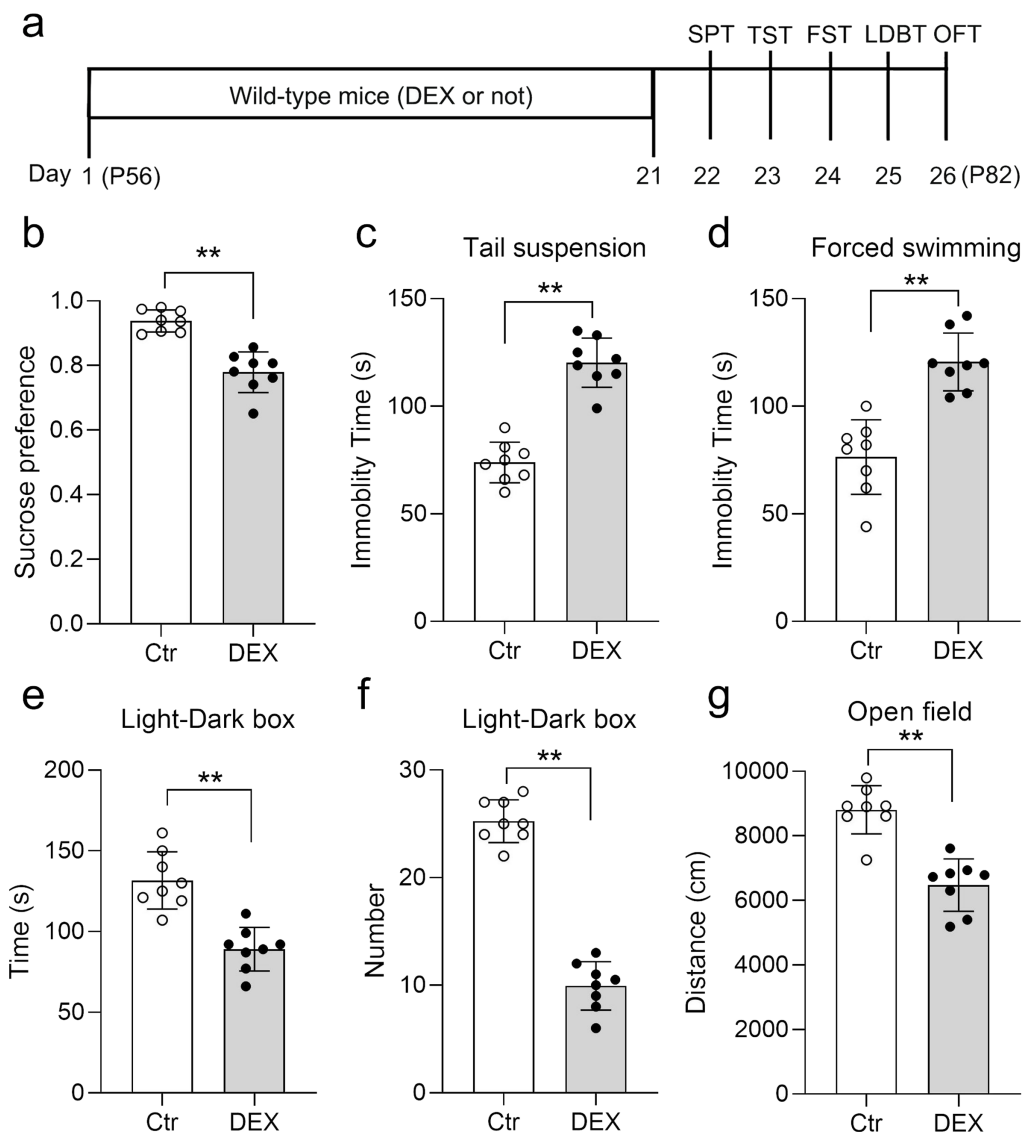 a
SPT TST FST LDBT OFT
Wild-type mice (DEX or not)
Day 1 (P56) 21 22 23 24 25 26 (P82)
b
**
1.0
0.8
0.6
0.4
0.2
0.0
Sucrose preference
Ctr DEX
c
Tail suspension
**
150
100
50
0
Immoblity Time (s)
Ctr DEX
d
Forced swimming
**
150
100
50
0
Immoblity Time (s)
Ctr DEX
e
Light-Dark box
**
200
150
100
50
0
Time (s)
Ctr DEX
f
Light-Dark box
**
30
20
10
0
Number
Ctr DEX
g
Open field
**
10000
8000
6000
4000
2000
0
Distance (cm)
Ctr DEX